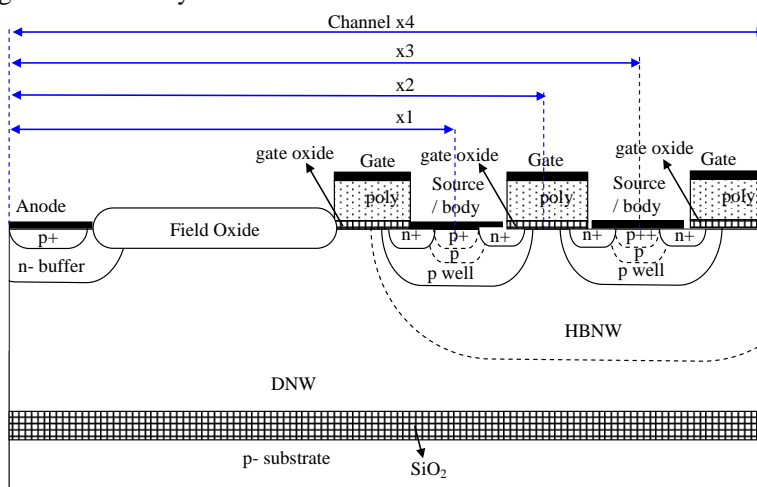 Channel x4
x3
x2
x1
gate oxide Gate gate oxide Gate gate oxide Gate
Anode poly Source / body poly Source / body poly
Field Oxide
p+ n+ p+ n+ n+ p++ n+
p p
n- buffer p well p well
HBNW
DNW
p- substrate
SiO₂